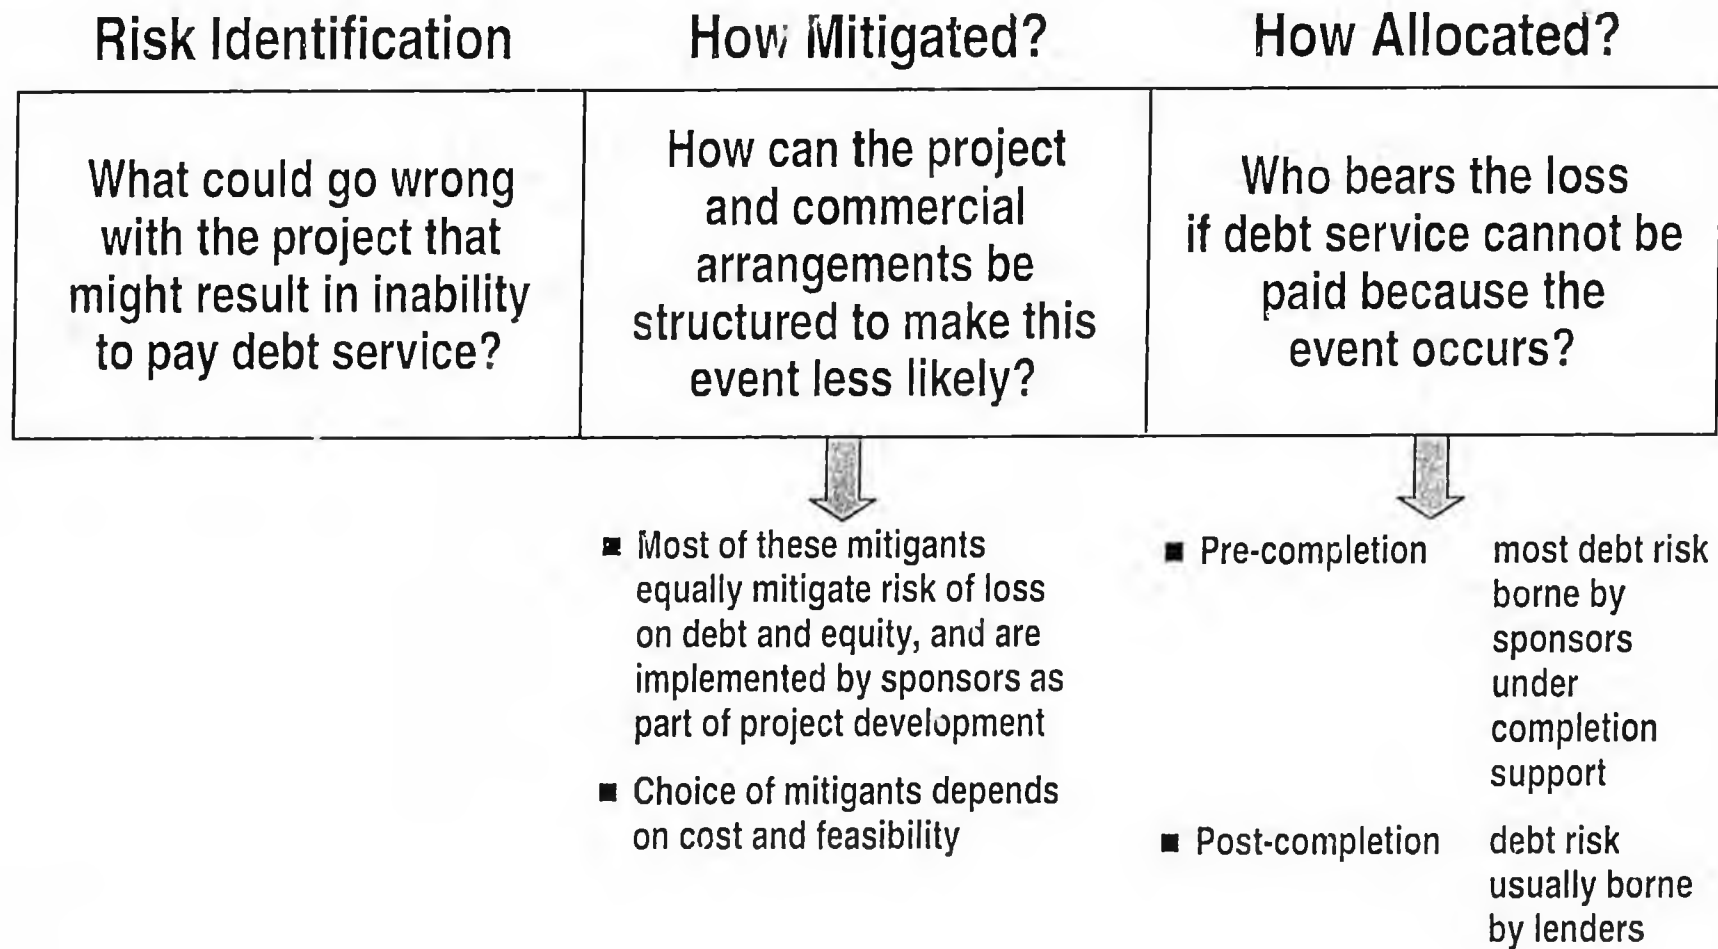 Risk Identification
What could go wrong
with the project that
might result in inability
to pay debt service?
How Mitigated?
How can the project
and commercial
arrangements be
structured to make this
event less likely?
■ Most of these mitigants
equally mitigate risk of loss
on debt and equity, and are
implemented by sponsors as
part of project development
■ Choice of mitigants depends
on cost and feasibility
How Allocated?
Who bears the loss
if debt service cannot be
paid because the
event occurs?
■ Pre-completion most debt risk
borne by
sponsors
under
completion
support
■ Post-completion debt risk
usually borne
by lenders